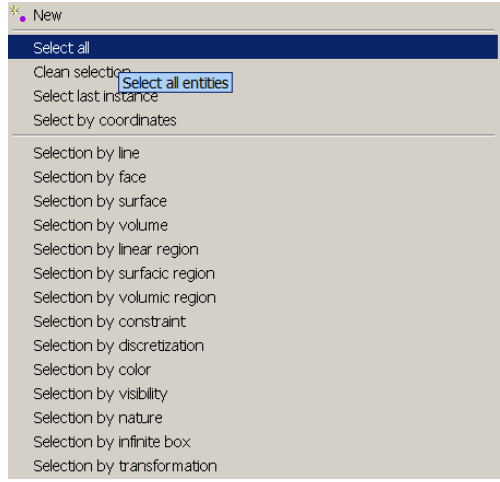 New
Select all
Clean selection
Select all entities
Select last instance
Select by coordinates
Selection by line
Selection by face
Selection by surface
Selection by volume
Selection by linear region
Selection by surfacic region
Selection by volumic region
Selection by constraint
Selection by discretization
Selection by color
Selection by visibility
Selection by nature
Selection by infinite box
Selection by transformation